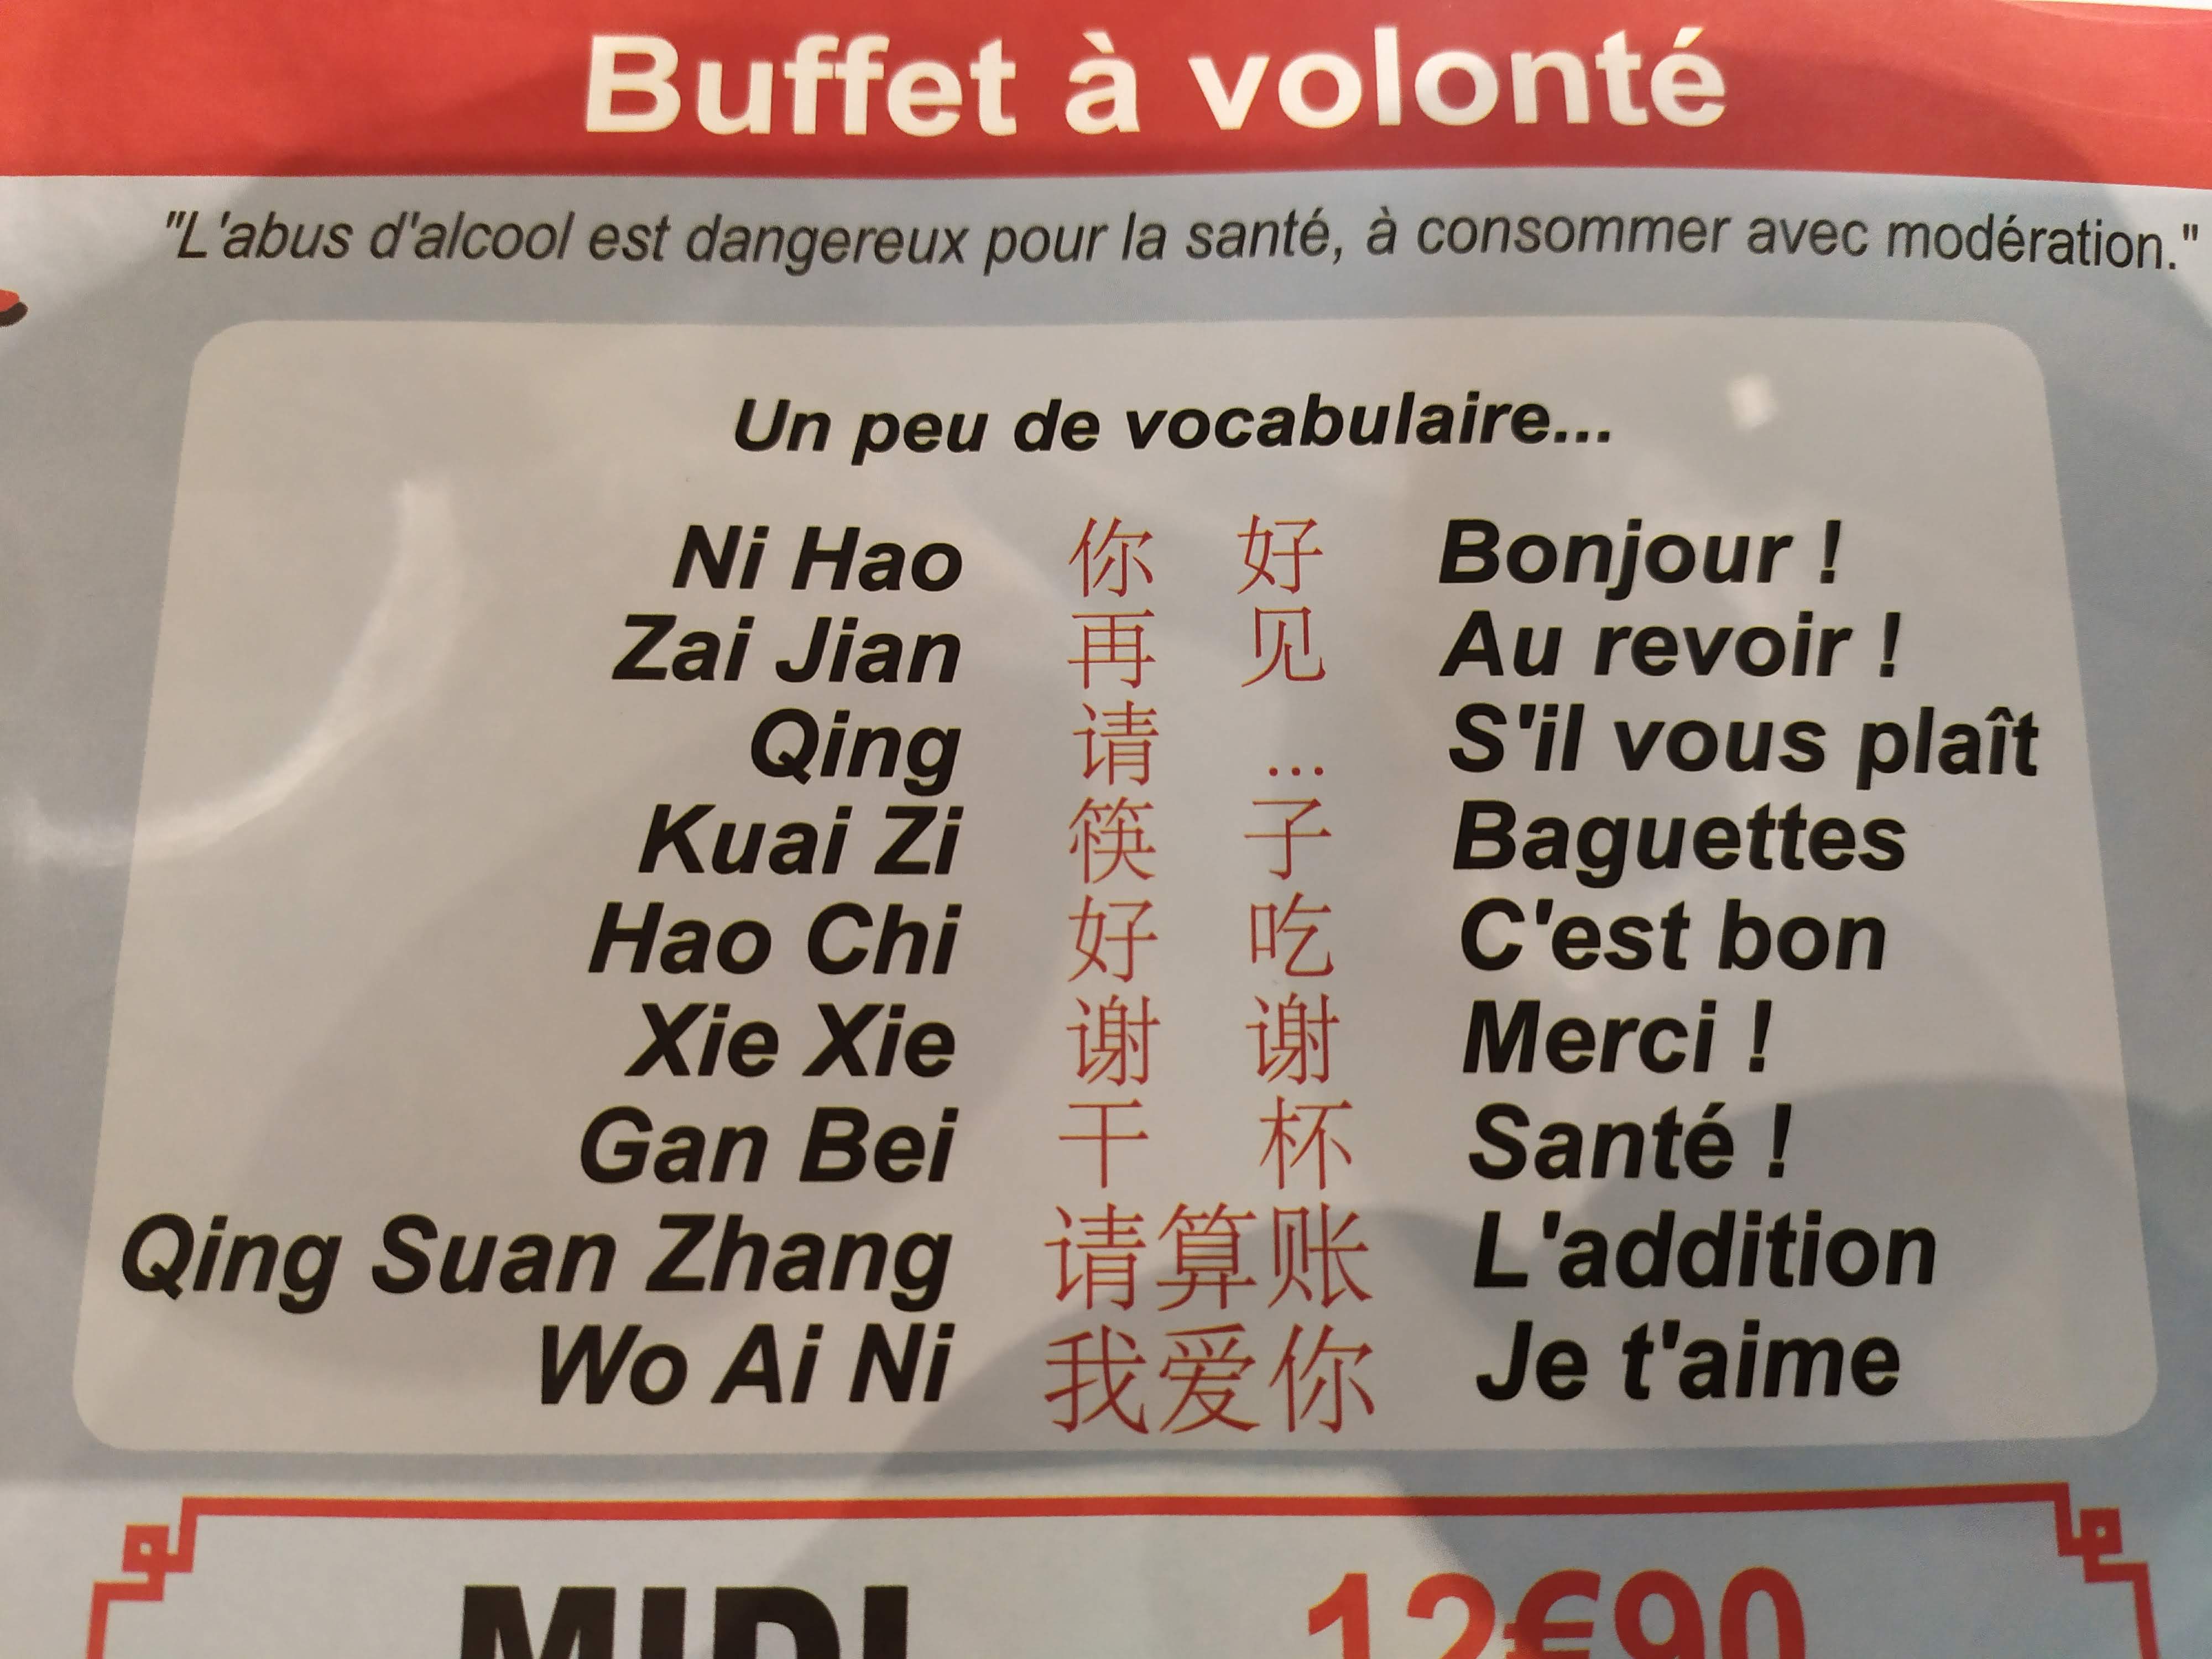 Buffet à volonté
"L'abus d'alcool est dangereux pour la santé, à consommer avec modération."
Un peu de vocabulaire...
Ni Hao 你 好 Bonjour !
Zai Jian 再 见 Au revoir !
Qing 请 ... S'il vous plaît
Kuai Zi 筷 子 Baguettes
Hao Chi 好 吃 C'est bon
Xie Xie 谢 谢 Merci !
Gan Bei 干 杯 Santé !
Qing Suan Zhang 请算账 L'addition
Wo Ai Ni 我爱你 Je t'aime
MIDI 12€90